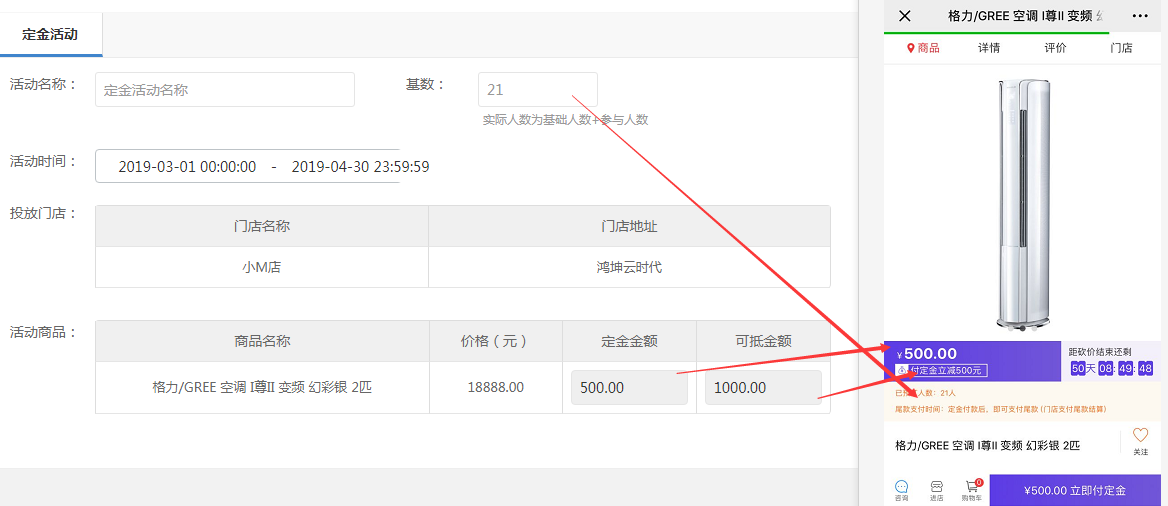 定金活动
活动名称：
定金活动名称
基数：
21
实际人数为基础人数+参与人数
活动时间：
2019-03-01 00:00:00 - 2019-04-30 23:59:59
投放门店：
门店名称 门店地址
小M店 鸿坤云时代
活动商品：
商品名称 价格（元） 定金金额 可抵金额
格力/GREE 空调 I尊II 变频 幻彩银 2匹 18888.00 500.00 1000.00
格力/GREE 空调 I尊II 变频
商品 详情 评价 门店
¥500.00
付定金立减500元
距砍价结束还剩
50天 08: 49: 48
人数：21人
尾款支付时间：定金付款后，即可支付尾款 (门店支付尾款结算)
格力/GREE 空调 I尊II 变频 幻彩银 2匹
关注
咨询 进店 购物车 0
¥500.00 立即付定金